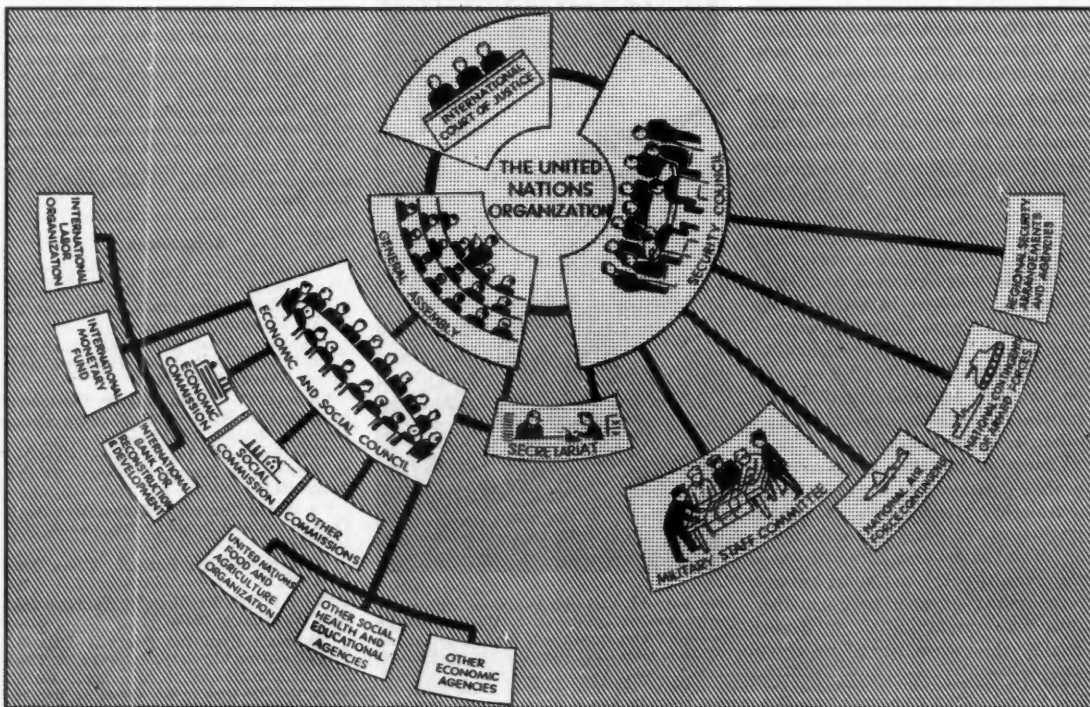 INTERNATIONAL
COURT OF JUSTICE
THE UNITED
NATIONS
ORGANIZATION
SECURITY COUNCIL
GENERAL ASSEMBLY
SECRETARIAT
ECONOMIC AND SOCIAL COUNCIL
INTERNATIONAL
LABOR
ORGANIZATION
INTERNATIONAL
MONETARY
FUND
INTERNATIONAL
BANK FOR
RECONSTRUCTION
& DEVELOPMENT
ECONOMIC
COMMISSION
SOCIAL
COMMISSION
OTHER
COMMISSIONS
UNITED NATIONS
FOOD AND
AGRICULTURE
ORGANIZATION
OTHER SOCIAL,
HEALTH AND
EDUCATIONAL
AGENCIES
OTHER
ECONOMIC
AGENCIES
MILITARY STAFF COMMITTEE
NATIONAL AIR
FORCE CONTINGENTS
NATIONAL CONTINGENTS
OF ARMED FORCES
REGIONAL SECURITY
ARRANGEMENTS
AND AGENCIES